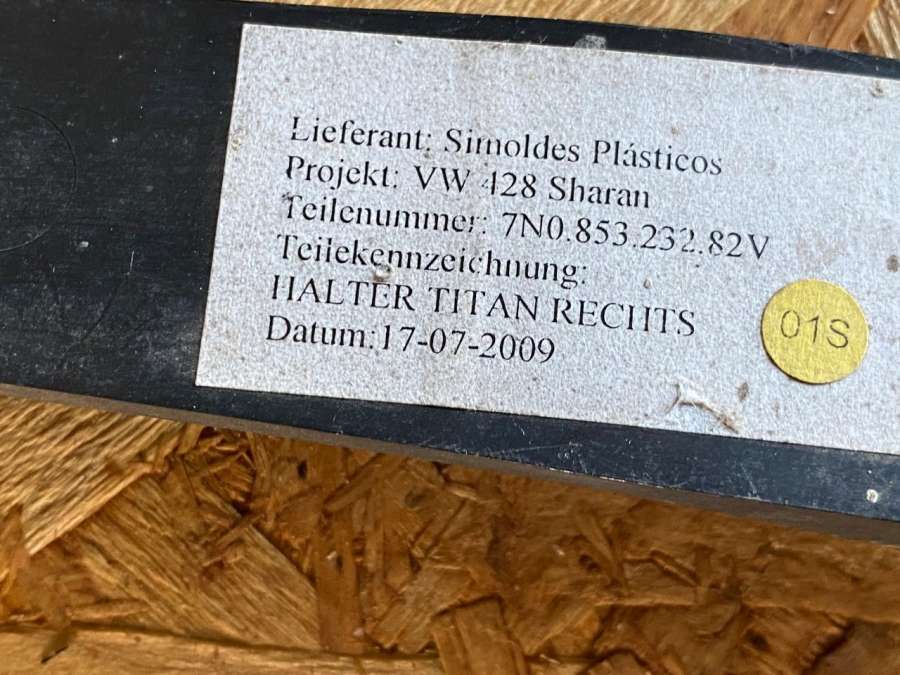 Lieferant: Simoldes Plásticos
Projekt: VW 428 Sharan
Teilenummer: 7N0.853.232.82V
Teilekennzeichnung:
HALTER TITAN RECHTS
Datum:17-07-2009
01S